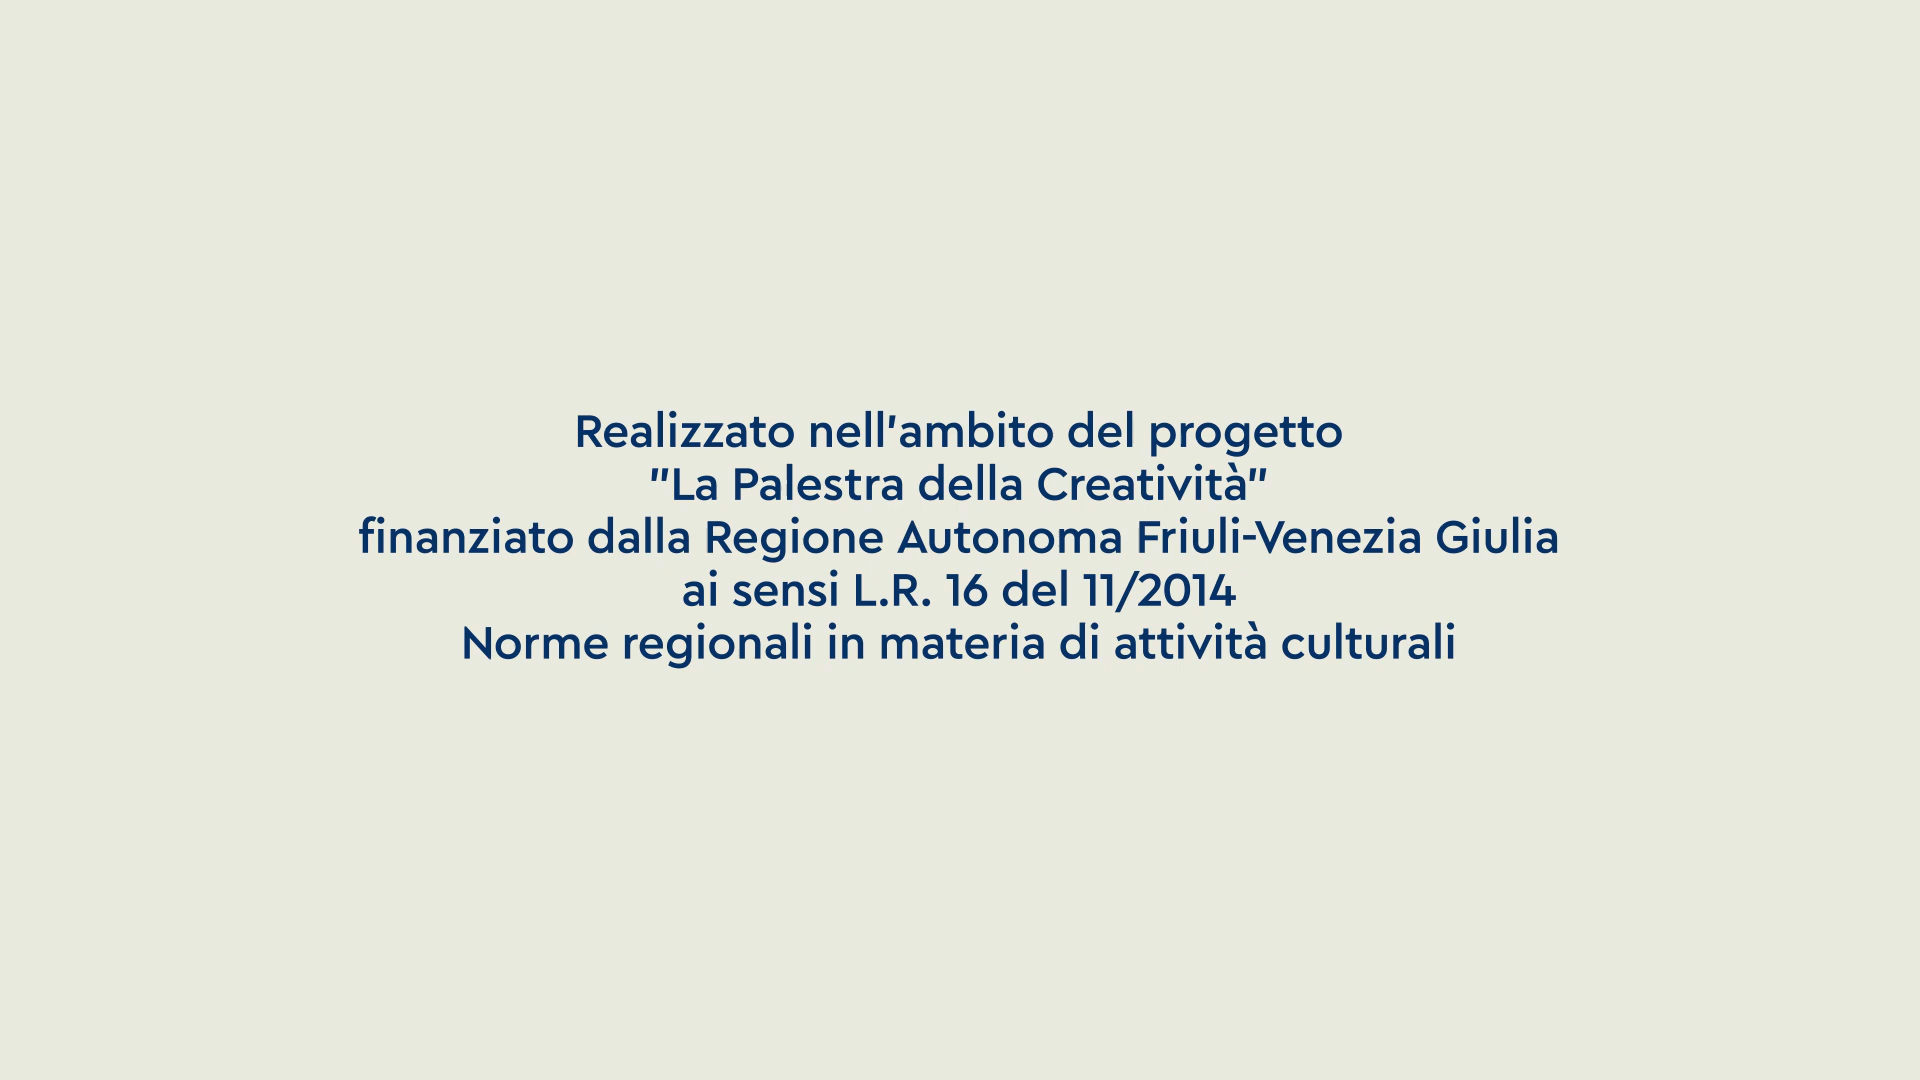 Realizzato nell'ambito del progetto
"La Palestra della Creatività"
finanziato dalla Regione Autonoma Friuli-Venezia Giulia
ai sensi L.R. 16 del 11/2014
Norme regionali in materia di attività culturali